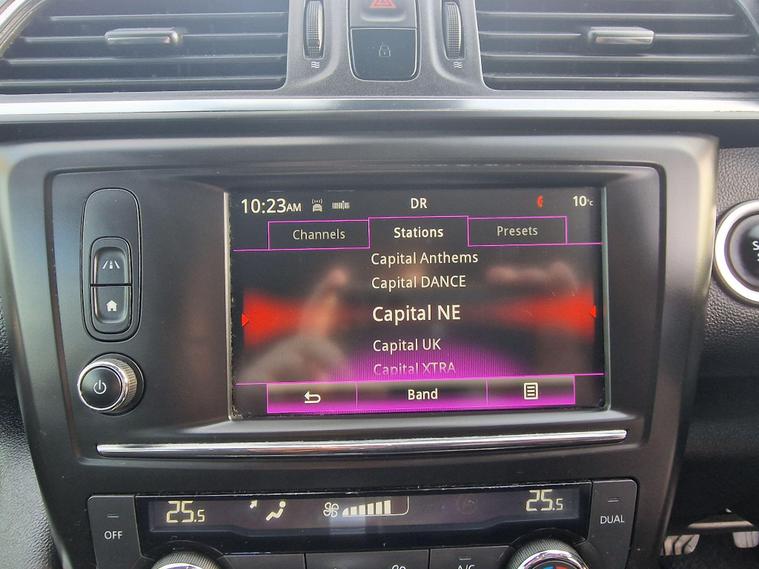 10:23AM DR 10°c
Channels Stations Presets
Capital Anthems
Capital DANCE
Capital NE
Capital UK
Capital XTRA
Band
25.5 25.5
OFF DUAL
A/C